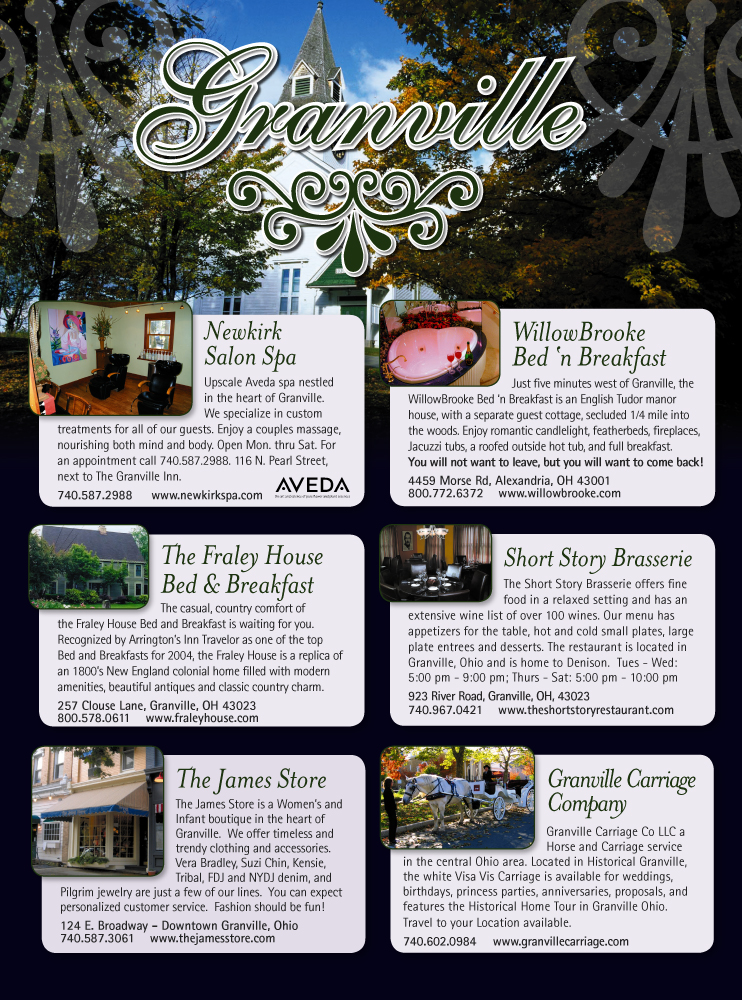 Granville
Newkirk
Salon Spa
Upscale Aveda spa nestled
in the heart of Granville.
We specialize in custom
treatments for all of our guests. Enjoy a couples massage,
nourishing both mind and body. Open Mon. thru Sat. For
an appointment call 740.587.2988. 116 N. Pearl Street,
next to The Granville Inn.
740.587.2988 www.newkirkspa.com
AVEDA
WillowBrooke
Bed 'n Breakfast
Just five minutes west of Granville, the
WillowBrooke Bed 'n Breakfast is an English Tudor manor
house, with a separate guest cottage, secluded 1/4 mile into
the woods. Enjoy romantic candlelight, featherbeds, fireplaces,
Jacuzzi tubs, a roofed outside hot tub, and full breakfast.
You will not want to leave, but you will want to come back!
4459 Morse Rd, Alexandria, OH 43001
800.772.6372 www.willowbrooke.com
The Fraley House
Bed & Breakfast
The casual, country comfort of
the Fraley House Bed and Breakfast is waiting for you.
Recognized by Arrington's Inn Travelor as one of the top
Bed and Breakfasts for 2004, the Fraley House is a replica of
an 1800's New England colonial home filled with modern
amenities, beautiful antiques and classic country charm.
257 Clouse Lane, Granville, OH 43023
800.578.0611 www.fraleyhouse.com
Short Story Brasserie
The Short Story Brasserie offers fine
food in a relaxed setting and has an
extensive wine list of over 100 wines. Our menu has
appetizers for the table, hot and cold small plates, large
plate entrees and desserts. The restaurant is located in
Granville, Ohio and is home to Denison. Tues - Wed:
5:00 pm - 9:00 pm; Thurs - Sat: 5:00 pm - 10:00 pm
923 River Road, Granville, OH, 43023
740.967.0421 www.theshortstoryrestaurant.com
The James Store
The James Store is a Women's and
Infant boutique in the heart of
Granville. We offer timeless and
trendy clothing and accessories.
Vera Bradley, Suzi Chin, Kensie,
Tribal, FDJ and NYDJ denim, and
Pilgrim jewelry are just a few of our lines. You can expect
personalized customer service. Fashion should be fun!
124 E. Broadway – Downtown Granville, Ohio
740.587.3061 www.thejamesstore.com
Granville Carriage
Company
Granville Carriage Co LLC a
Horse and Carriage service
in the central Ohio area. Located in Historical Granville,
the white Visa Vis Carriage is available for weddings,
birthdays, princess parties, anniversaries, proposals, and
features the Historical Home Tour in Granville Ohio.
Travel to your Location available.
740.602.0984 www.granvillecarriage.com